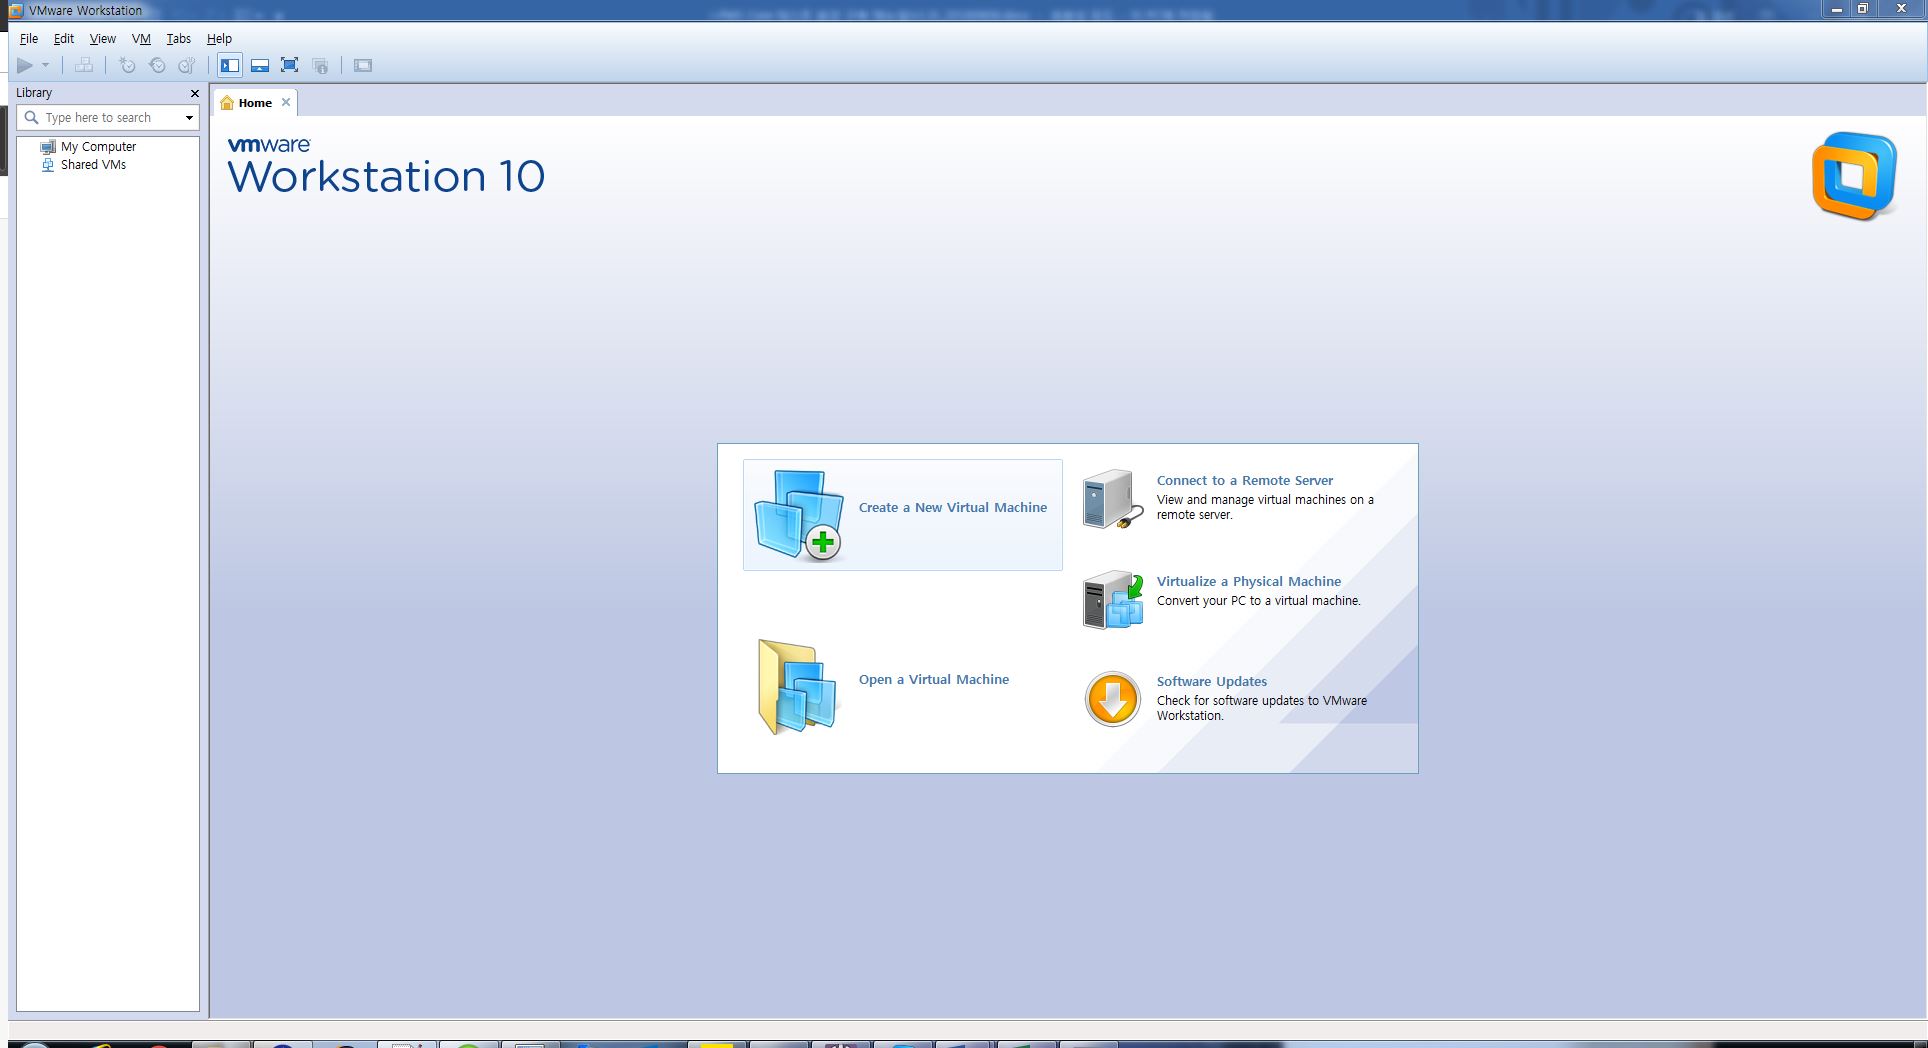 VMware Workstation
File Edit View VM Tabs Help
Library
Type here to search
My Computer
Shared VMs
Home
vmware
Workstation 10
Create a New Virtual Machine
Open a Virtual Machine
Connect to a Remote Server
View and manage virtual machines on a
remote server.
Virtualize a Physical Machine
Convert your PC to a virtual machine.
Software Updates
Check for software updates to VMware
Workstation.